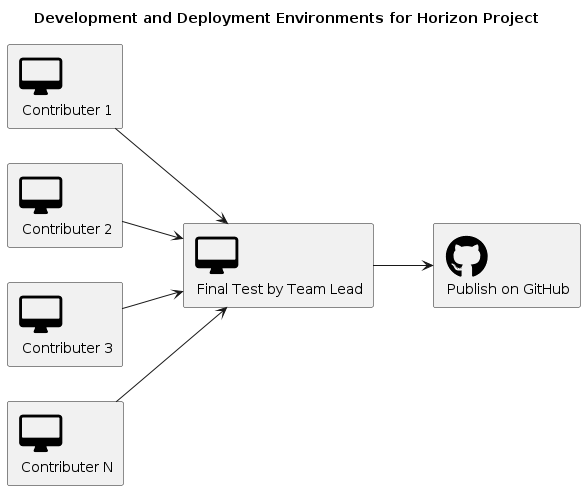 Development and Deployment Environments for Horizon Project
Contributer 1
Contributer 2
Contributer 3
Contributer N
Final Test by Team Lead
Publish on GitHub